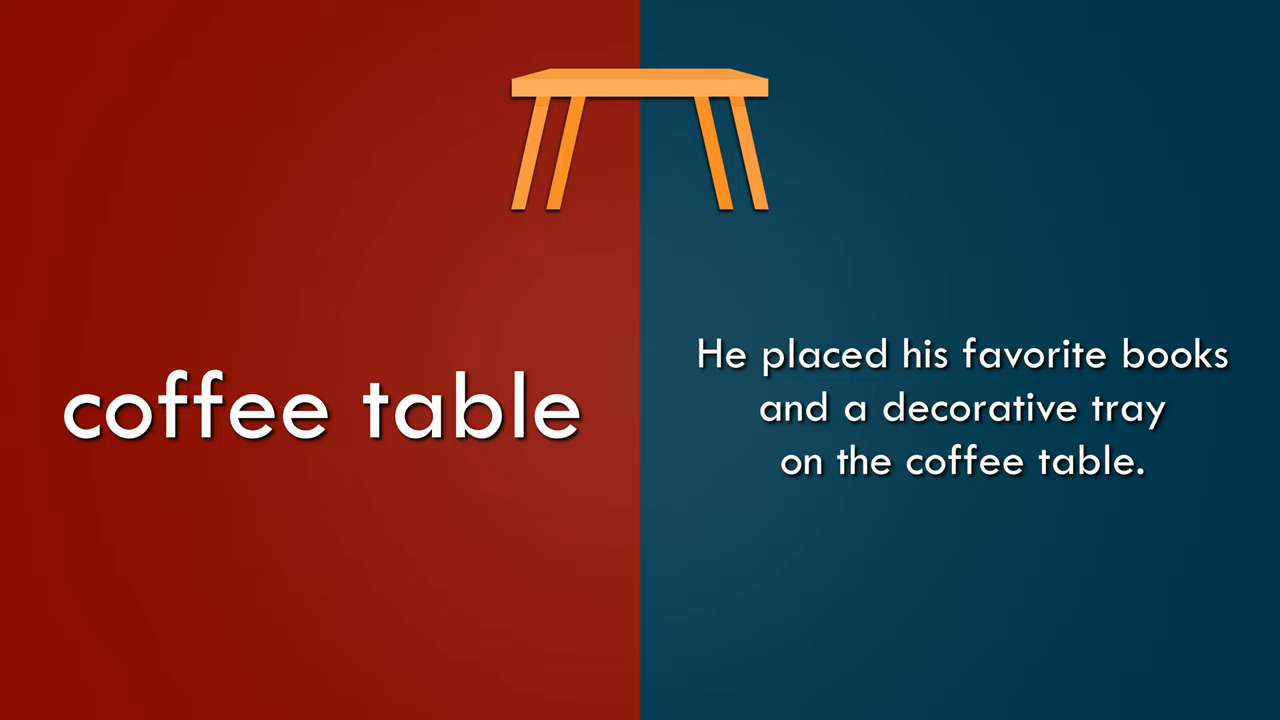 coffee table
He placed his favorite books
and a decorative tray
on the coffee table.